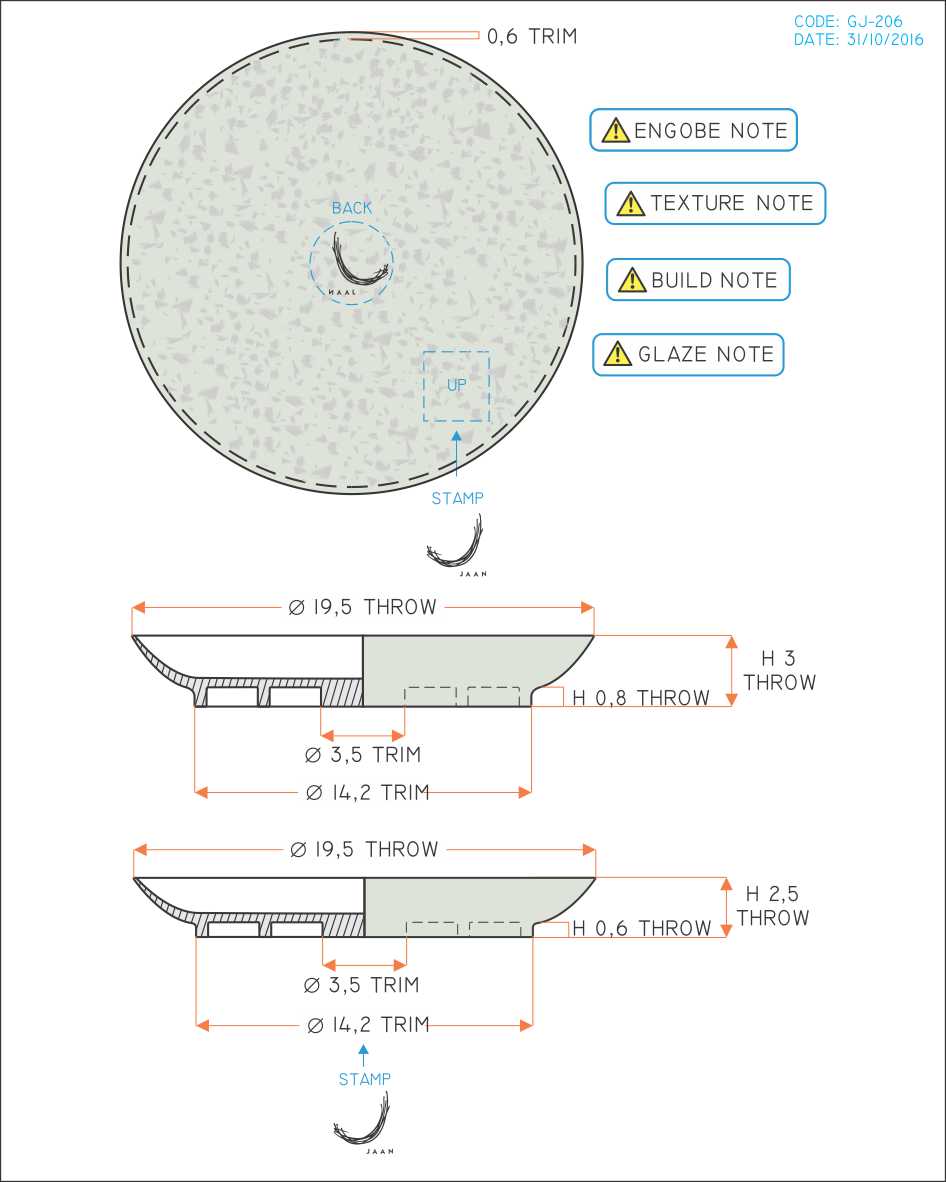 CODE: GJ-206
DATE: 31/10/2016
0,6 TRIM
ENGOBE NOTE
TEXTURE NOTE
BUILD NOTE
GLAZE NOTE
BACK
JAAN
UP
STAMP
JAAN
Ø 19,5 THROW
H 3
THROW
H 0,8 THROW
Ø 3,5 TRIM
Ø 14,2 TRIM
Ø 19,5 THROW
H 2,5
THROW
H 0,6 THROW
Ø 3,5 TRIM
Ø 14,2 TRIM
STAMP
JAAN